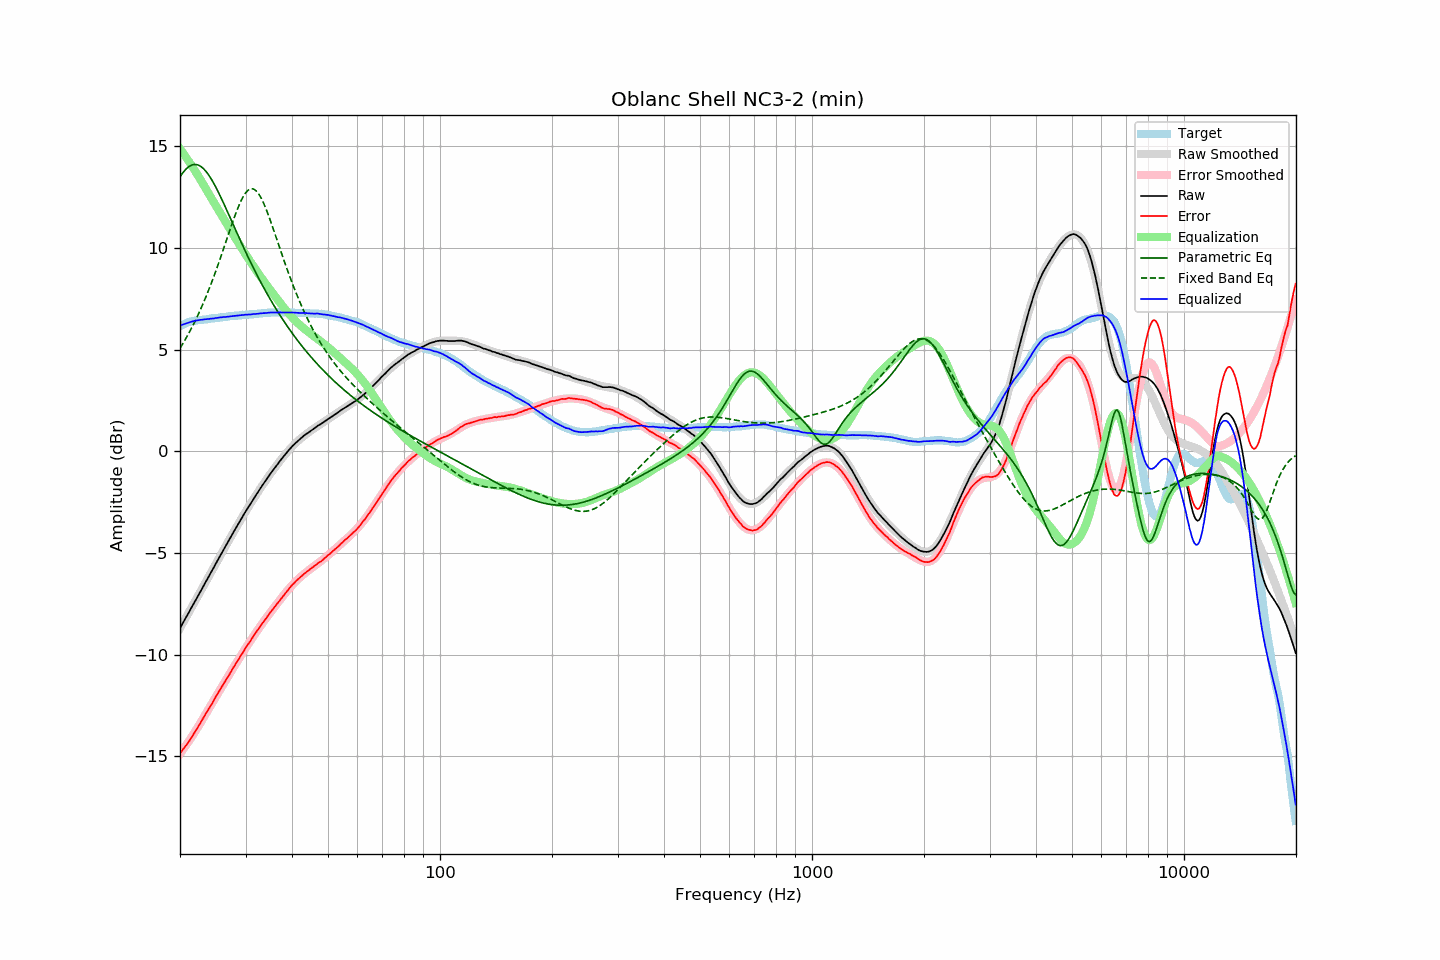 Oblanc Shell NC3-2 (min)
Target
Raw Smoothed
Error Smoothed
Raw
Error
Equalization
Parametric Eq
Fixed Band Eq
Equalized
Amplitude (dBr)
15
10
5
0
−5
−10
−15
100
1000
10000
Frequency (Hz)